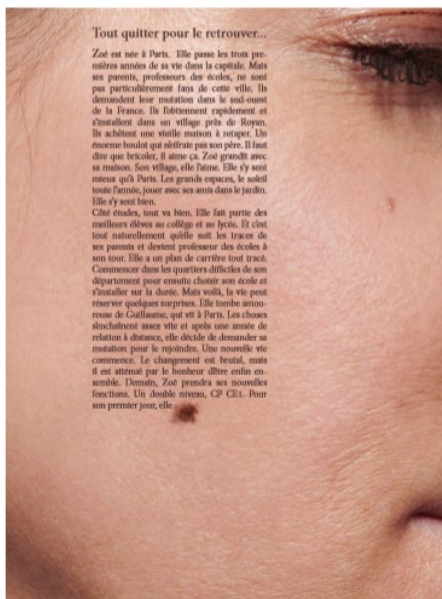 Tout quitter pour le retrouver...
Zoé est née à Paris. Elle passe les trois pre-
mières années de sa vie dans la capitale. Mais
ses parents, professeurs des écoles, ne sont
pas particulièrement fans de cette ville. Ils
demandent leur mutation dans le sud-ouest
de la France. Ils l'obtiennent rapidement et
s'installent dans un village près de Royan.
Ils achètent une vieille maison à retaper. Un
énorme boulot qui n'effraie pas son père. Il faut
dire que bricoler, il aime ça. Zoé grandit avec
sa maison. Son village, elle l'aime. Elle s'y sent
mieux qu'à Paris. Les grands espaces, le soleil
toute l'année, jouer avec ses amis dans le jardin.
Elle s'y sent bien.
Côté études, tout va bien. Elle fait partie des
meilleurs élèves au collège et au lycée. Et c'est
tout naturellement qu'elle suit les traces de
ses parents et devient professeur des écoles à
son tour. Elle a un plan de carrière tout tracé.
Commencer dans les quartiers difficiles de son
département pour ensuite choisir son école et
s'installer sur la durée. Mais voilà, la vie peut
réserver quelques surprises. Elle tombe amou-
reuse de Guillaume, qui vit à Paris. Les choses
s'enchaînent assez vite et après une année de
relation à distance, elle décide de demander sa
mutation pour le rejoindre. Une nouvelle vie
commence. Le changement est brutal, mais
il est atténué par le bonheur d'être enfin en-
semble. Demain, Zoé prendra ses nouvelles
fonctions. Un double niveau, CP CE1. Pour
son premier jour, elle